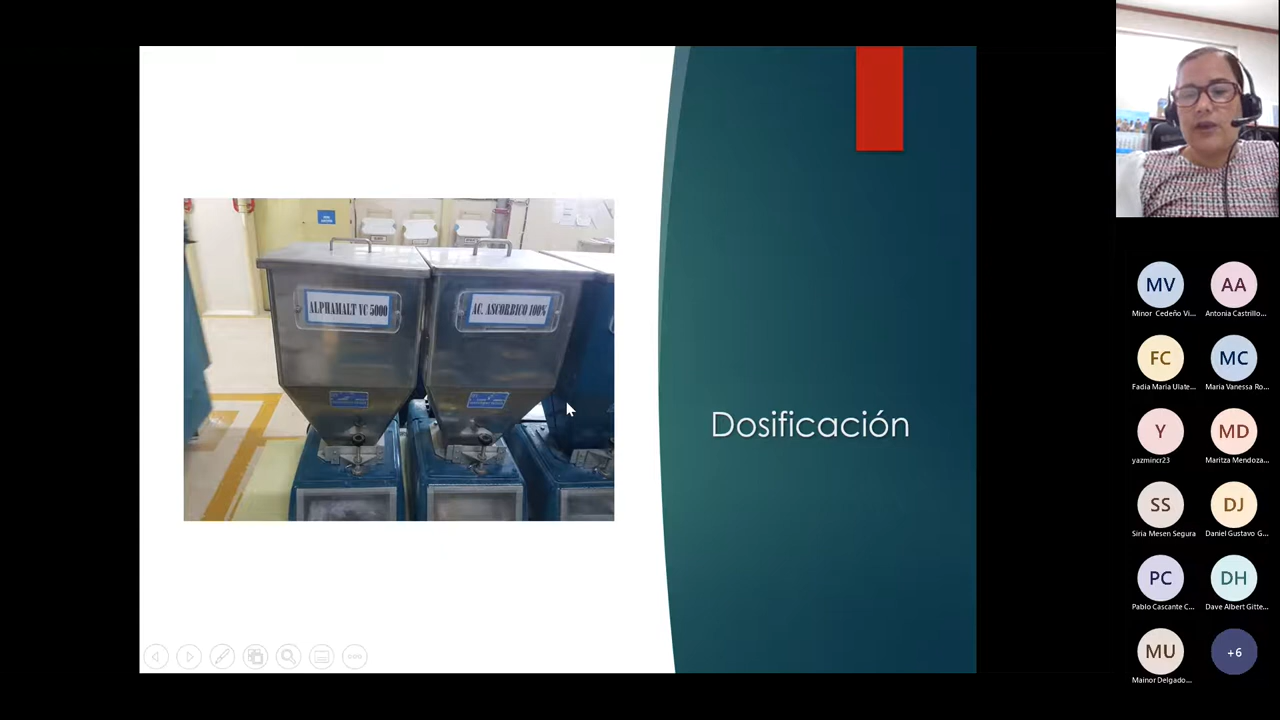 ALPHAMALT VC 5000
AC. ASCORBICO 100%
Dosificación
MV
AA
Minor Cedeño Vi...
Antonia Castrillo...
FC
MC
Fadia Maria Ulate...
Maria Vanessa Ro...
Y
MD
yazmincr23
Maritza Mendoza...
SS
DJ
Siria Mesen Segura
Daniel Gustavo G...
PC
DH
Pablo Cascante C...
Dave Albert Gitte...
MU
+6
Mainor Delgado...